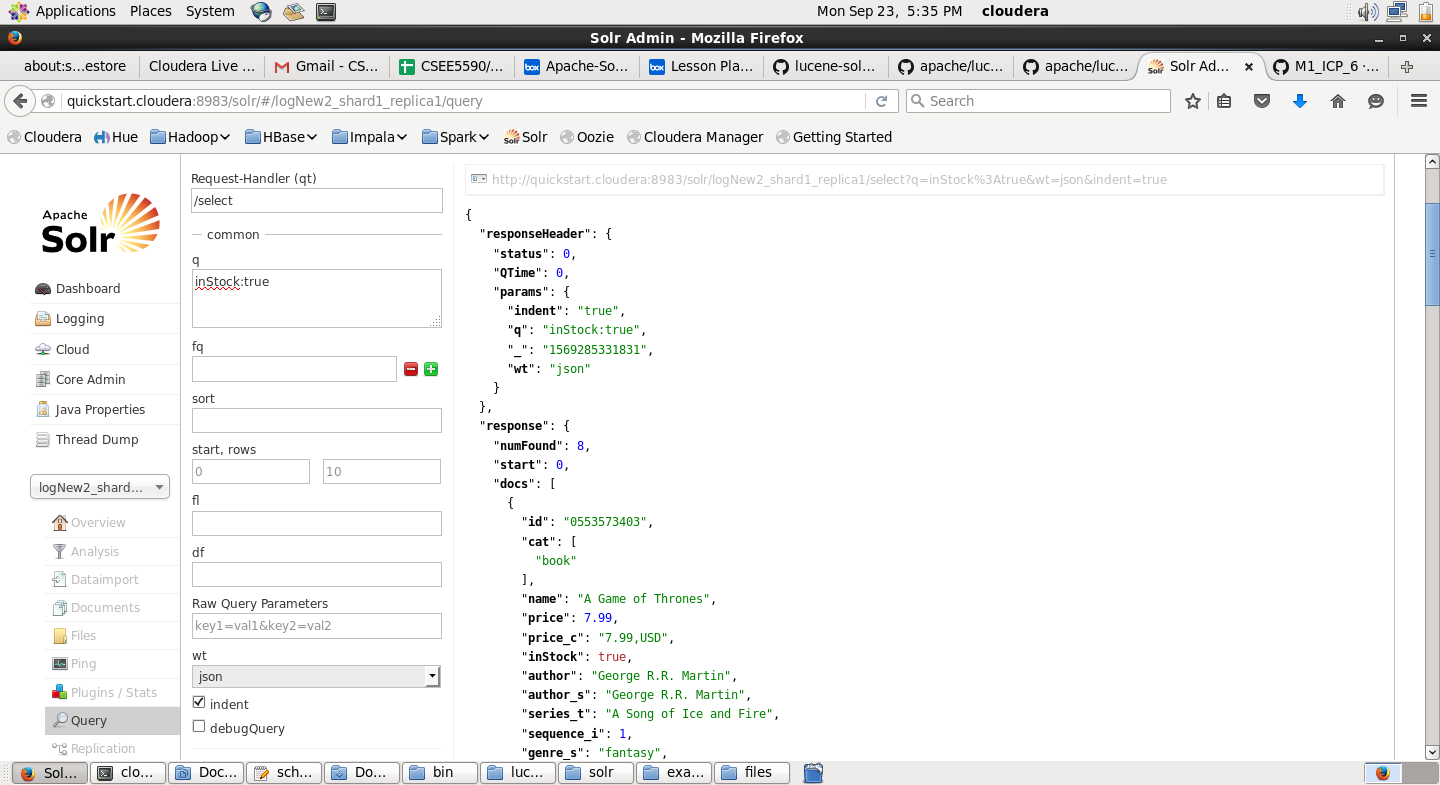 Applications Places System Mon Sep 23, 5:35 PM cloudera
Solr Admin - Mozilla Firefox
about:s...estore Cloudera Live ... Gmail - CS... CSEE5590/... Apache-So... Lesson Pla... lucene-sol... apache/luc... apache/luc... Solr Ad... M1_ICP_6 ·...
quickstart.cloudera:8983/solr/#/logNew2_shard1_replica1/query Search
Cloudera Hue Hadoop HBase Impala Spark Solr Oozie Cloudera Manager Getting Started
Apache
Solr
Dashboard
Logging
Cloud
Core Admin
Java Properties
Thread Dump
logNew2_shard...
Overview
Analysis
Dataimport
Documents
Files
Ping
Plugins / Stats
Query
Replication
Request-Handler (qt)
/select
common
q
inStock:true
fq
sort
start, rows
0 10
fl
df
Raw Query Parameters
key1=val1&key2=val2
wt
json
indent
debugQuery
http://quickstart.cloudera:8983/solr/logNew2_shard1_replica1/select?q=inStock%3Atrue&wt=json&indent=true
{
"responseHeader": {
"status": 0,
"QTime": 0,
"params": {
"indent": "true",
"q": "inStock:true",
"_": "1569285331831",
"wt": "json"
}
},
"response": {
"numFound": 8,
"start": 0,
"docs": [
{
"id": "0553573403",
"cat": [
"book"
],
"name": "A Game of Thrones",
"price": 7.99,
"price_c": "7.99,USD",
"inStock": true,
"author": "George R.R. Martin",
"author_s": "George R.R. Martin",
"series_t": "A Song of Ice and Fire",
"sequence_i": 1,
"genre_s": "fantasy",
Sol... clo... Doc... sch... Do... bin luc... solr exa... files